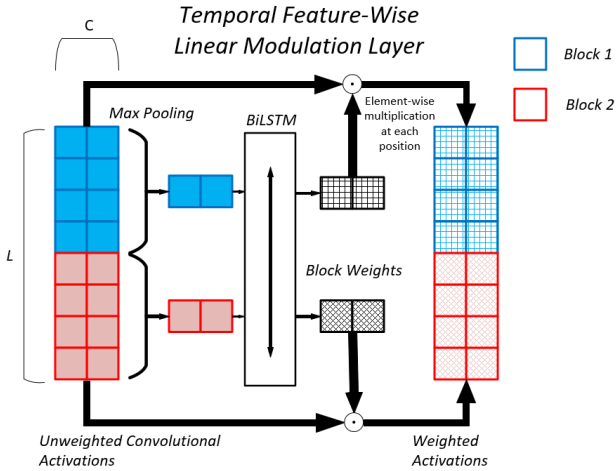 Temporal Feature-Wise
Linear Modulation Layer
C
Block 1
Block 2
Max Pooling
BiLSTM
Element-wise
multiplication
at each
position
L
Block Weights
Unweighted Convolutional
Activations
Weighted
Activations